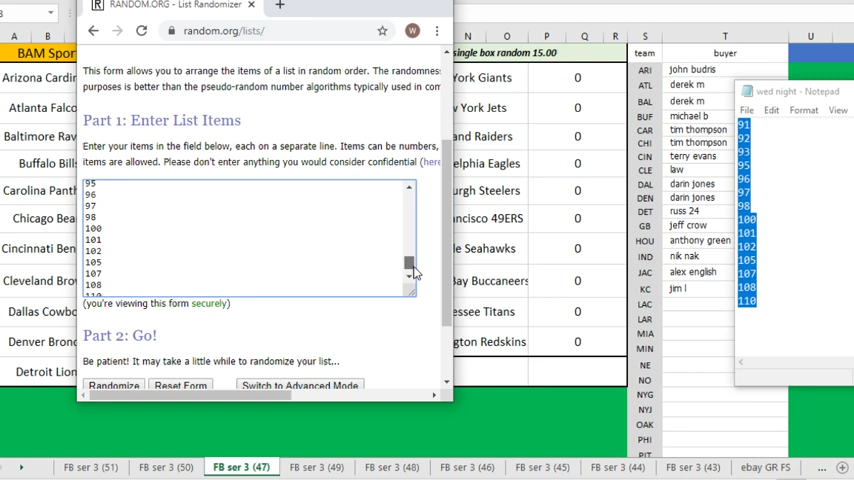 RANDOM.ORG - List Randomizer
random.org/lists/
W
This form allows you to arrange the items of a list in random order. The randomness
purposes is better than the pseudo-random number algorithms typically used in com
Part 1: Enter List Items
Enter your items in the field below, each on a separate line. Items can be numbers,
items are allowed. Please don't enter anything you would consider confidential (here
95
96
97
98
100
101
102
105
107
108
110
(you're viewing this form securely)
Part 2: Go!
Be patient! It may take a little while to randomize your list...
Randomize Reset Form Switch to Advanced Mode
A
BAM Spor
Arizona Cardin
Atlanta Falco
Baltimore Rav
Buffalo Bills
Carolina Panth
Chicago Bea
Cincinnati Ben
Cleveland Brow
Dallas Cowbo
Denver Bronc
Detroit Lion
N O P Q R S T U
single box random 15.00
York Giants 0
York Jets 0
and Raiders 0
elphia Eagles 0
urgh Steelers 0
ancisco 49ERS 0
le Seahawks 0
ay Buccaneers 0
essee Titans 0
ington Redskins 0
team buyer
ARI john budris
ATL derek m
BAL derek m
BUF michael b
CAR tim thompson
CHI tim thompson
CIN terry evans
CLE law
DAL darin jones
DEN darin jones
DET russ 24
GB jeff crow
HOU anthony green
IND nik nak
JAC alex english
KC jim l
LAC
LAR
MIA
MIN
NE
NO
NYG
NYJ
OAK
PHI
PIT
wed night - Notepad
File Edit Format View
91
92
93
95
96
97
98
100
101
102
105
107
108
110
FB ser 3 (51) FB ser 3 (50) FB ser 3 (47) FB ser 3 (49) FB ser 3 (48) FB ser 3 (46) FB ser 3 (45) FB ser 3 (44) FB ser 3 (43) ebay GR FS ...